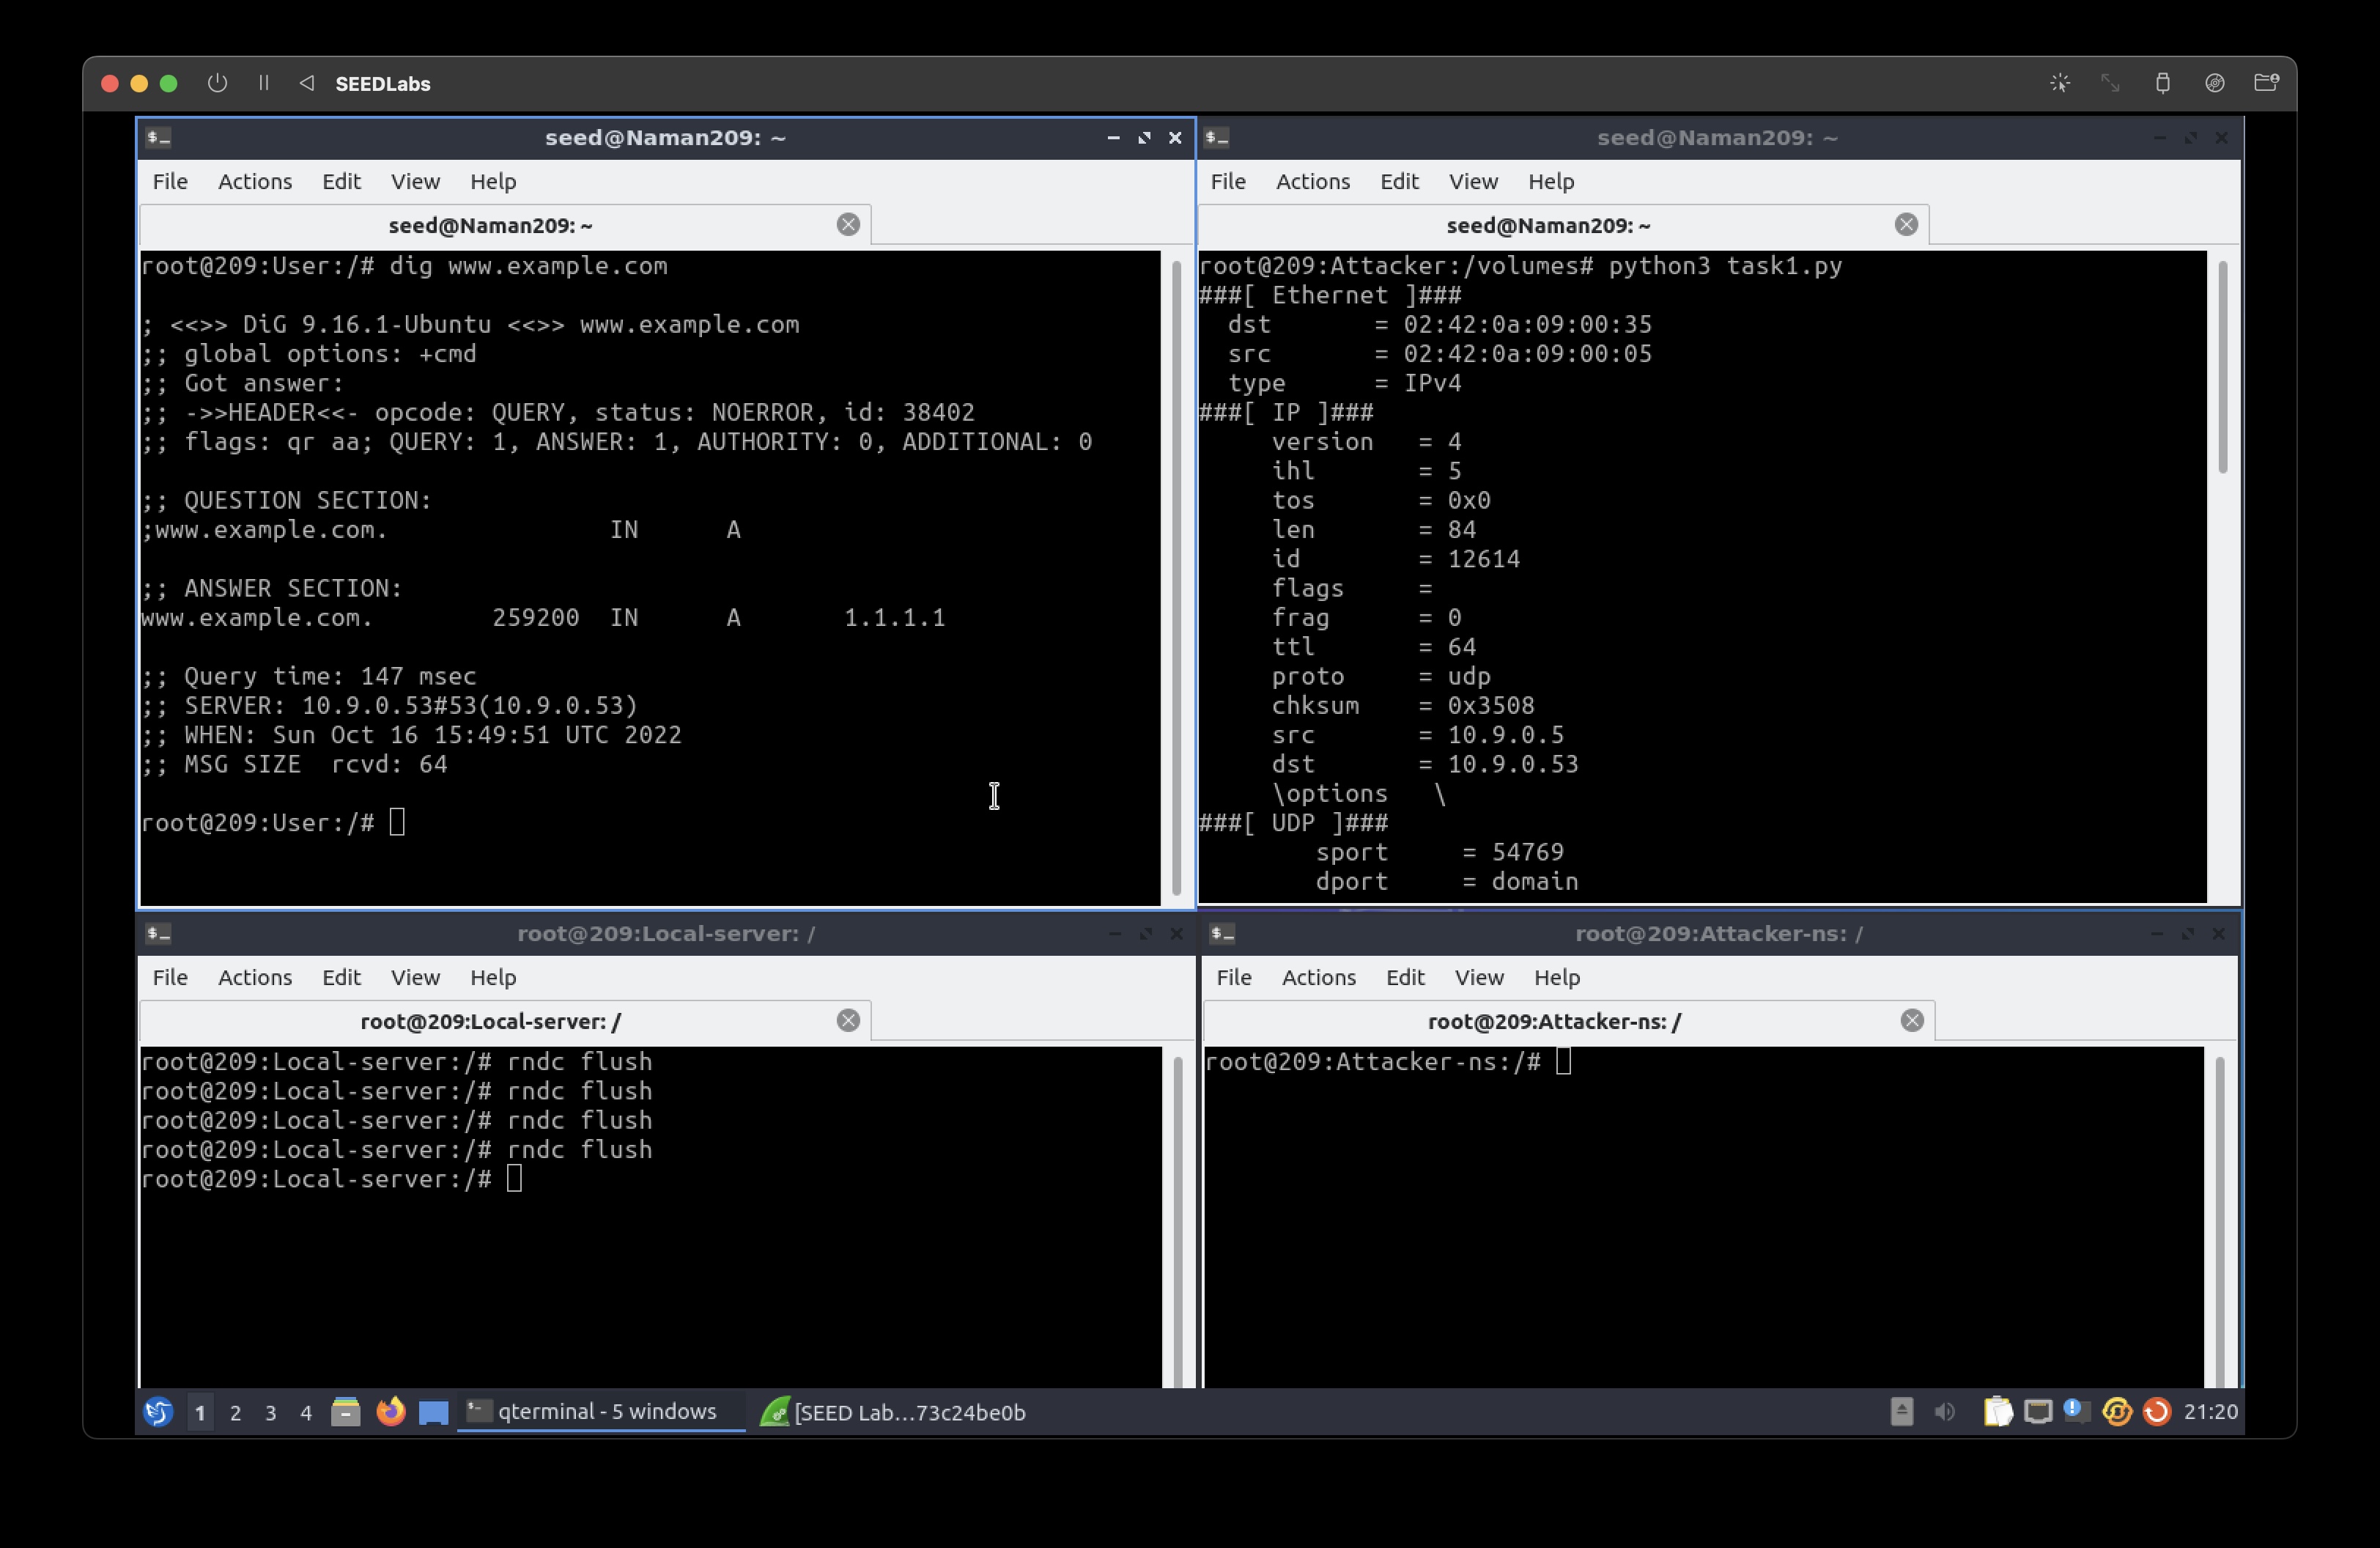 SEEDLabs
seed@Naman209: ~
File Actions Edit View Help
seed@Naman209: ~
root@209:User:/# dig www.example.com
; <<>> DiG 9.16.1-Ubuntu <<>> www.example.com
;; global options: +cmd
;; Got answer:
;; ->>HEADER<<- opcode: QUERY, status: NOERROR, id: 38402
;; flags: qr aa; QUERY: 1, ANSWER: 1, AUTHORITY: 0, ADDITIONAL: 0
;; QUESTION SECTION:
;www.example.com. IN A
;; ANSWER SECTION:
www.example.com. 259200 IN A 1.1.1.1
;; Query time: 147 msec
;; SERVER: 10.9.0.53#53(10.9.0.53)
;; WHEN: Sun Oct 16 15:49:51 UTC 2022
;; MSG SIZE rcvd: 64
root@209:User:/#
seed@Naman209: ~
File Actions Edit View Help
seed@Naman209: ~
root@209:Attacker:/volumes# python3 task1.py
###[ Ethernet ]###
dst = 02:42:0a:09:00:35
src = 02:42:0a:09:00:05
type = IPv4
###[ IP ]###
version = 4
ihl = 5
tos = 0x0
len = 84
id = 12614
flags =
frag = 0
ttl = 64
proto = udp
chksum = 0x3508
src = 10.9.0.5
dst = 10.9.0.53
\options \
###[ UDP ]###
sport = 54769
dport = domain
root@209:Local-server: /
File Actions Edit View Help
root@209:Local-server: /
root@209:Local-server:/# rndc flush
root@209:Local-server:/# rndc flush
root@209:Local-server:/# rndc flush
root@209:Local-server:/# rndc flush
root@209:Local-server:/#
root@209:Attacker-ns: /
File Actions Edit View Help
root@209:Attacker-ns: /
root@209:Attacker-ns:/#
1 2 3 4 qterminal - 5 windows [SEED Lab...73c24be0b 21:20